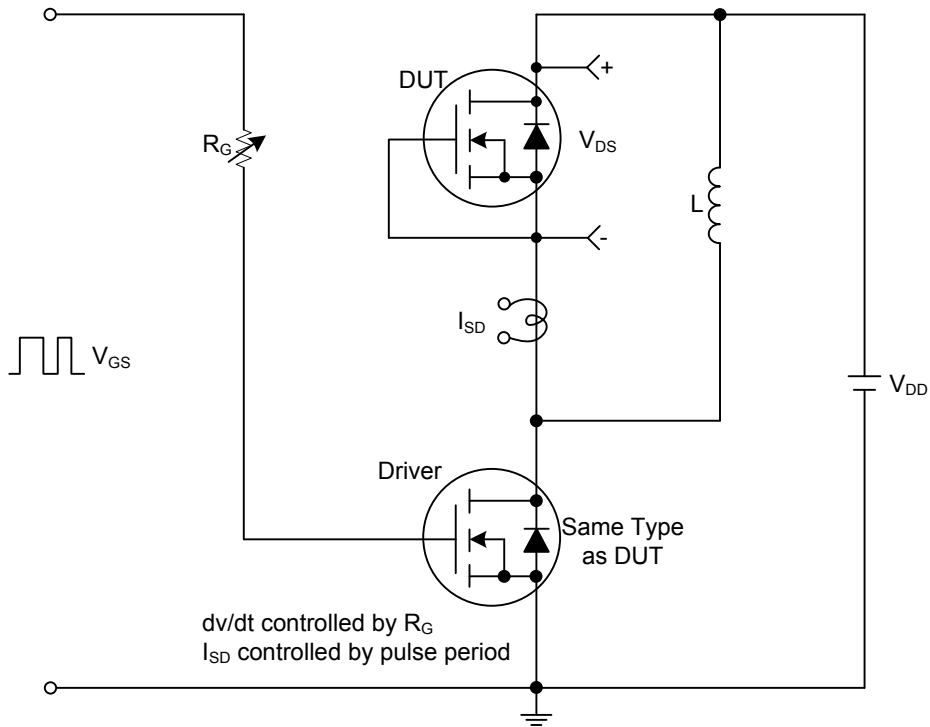 DUT
+
R_G
V_DS
L
-
I_SD
V_GS
V_DD
Driver
Same Type
as DUT
dv/dt controlled by R_G
I_SD controlled by pulse period